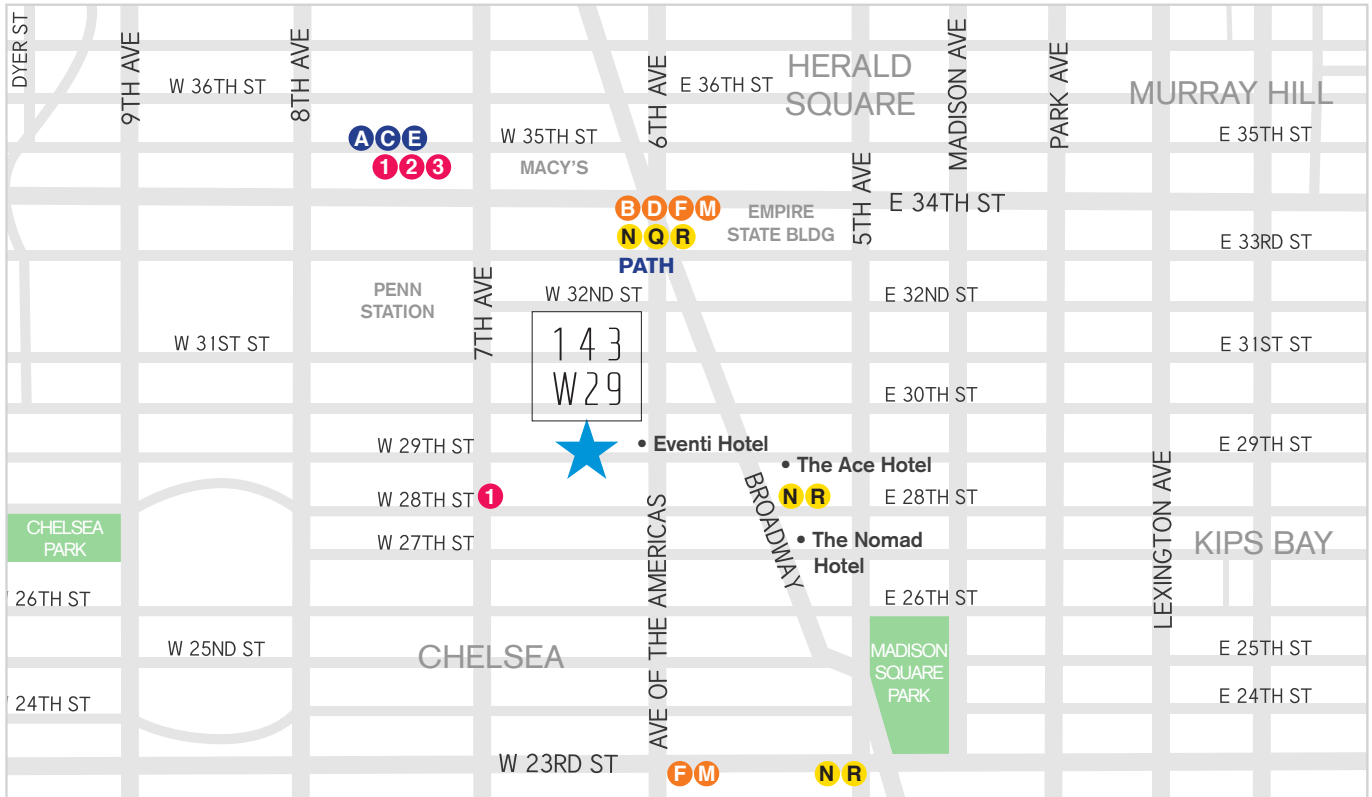 DYER ST
9TH AVE
8TH AVE
6TH AVE
MADISON AVE
PARK AVE
W 36TH ST
E 36TH ST
HERALD
SQUARE
MURRAY HILL
A C E
1 2 3
W 35TH ST
E 35TH ST
MACY'S
5TH AVE
E 34TH ST
B D F M
N Q R
PATH
EMPIRE
STATE BLDG
E 33RD ST
PENN
STATION
7TH AVE
W 32ND ST
E 32ND ST
143
W29
W 31ST ST
E 31ST ST
E 30TH ST
W 29TH ST
• Eventi Hotel
E 29TH ST
• The Ace Hotel
W 28TH ST
1
BROADWAY
N R
E 28TH ST
LEXINGTON AVE
CHELSEA
PARK
W 27TH ST
AVE OF THE AMERICAS
• The Nomad
Hotel
KIPS BAY
26TH ST
E 26TH ST
W 25ND ST
CHELSEA
MADISON
SQUARE
PARK
E 25TH ST
24TH ST
E 24TH ST
W 23RD ST
F M
N R